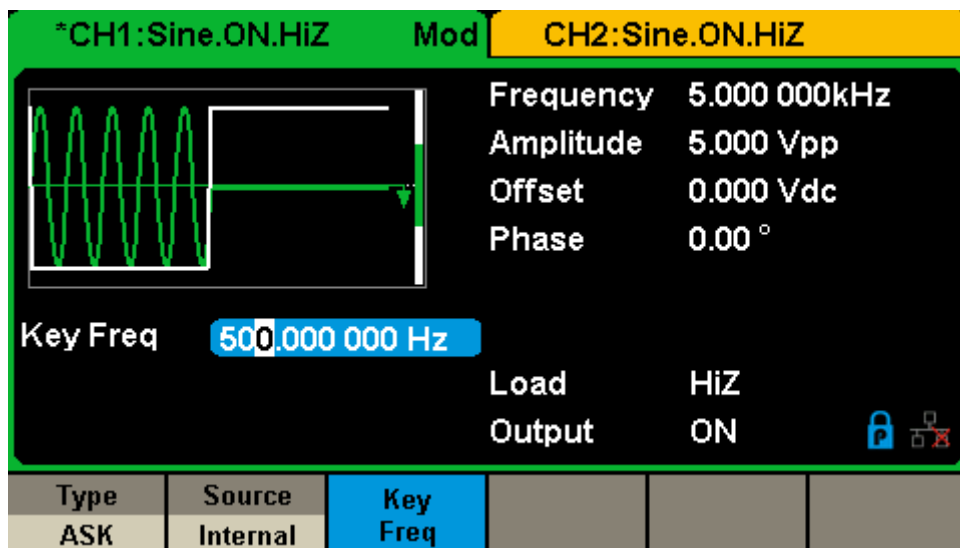 *CH1:Sine.ON.HiZ Mod CH2:Sine.ON.HiZ
Frequency 5.000 000kHz
Amplitude 5.000 Vpp
Offset 0.000 Vdc
Phase 0.00 °
Key Freq 500.000 000 Hz
Load HiZ
Output ON P
Type Source Key Freq
ASK Internal